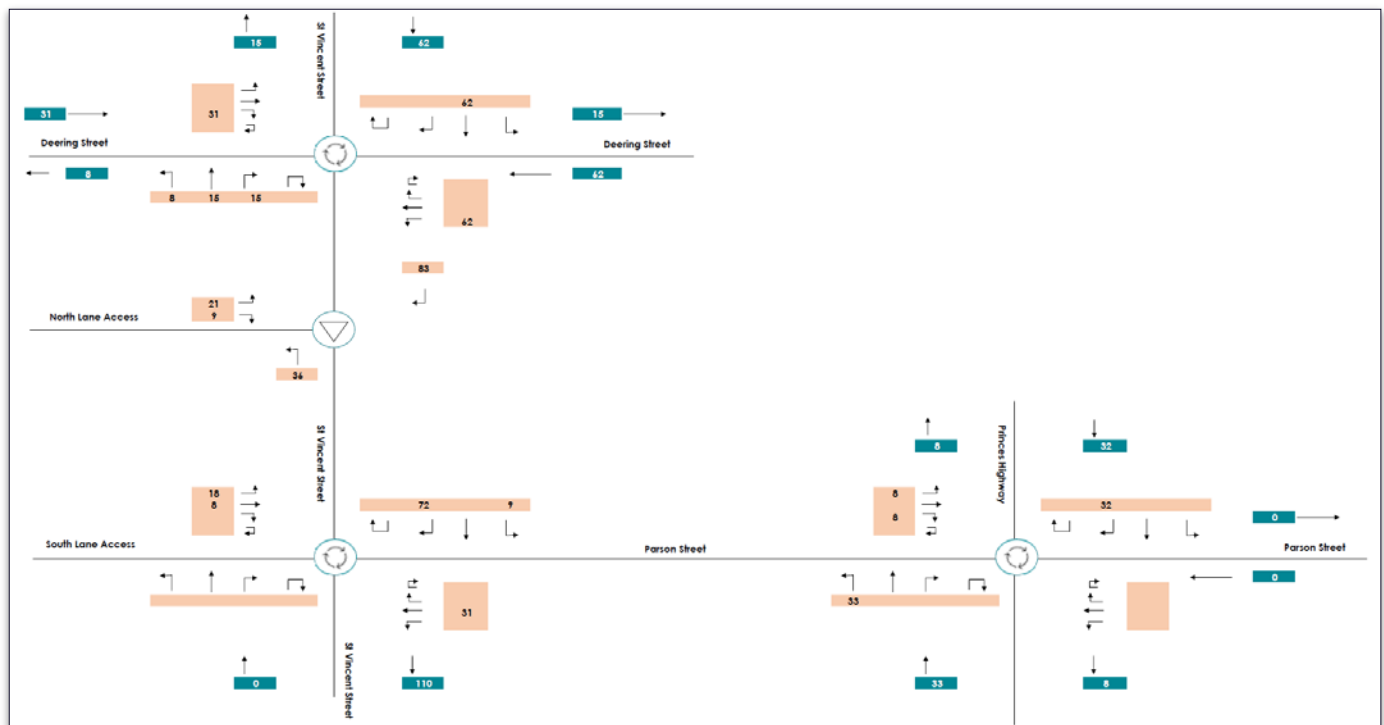 St Vincent Street
15
62
62
31
31
15
Deering Street
Deering Street
8
62
8 15 15
62
83
21
9
North Lane Access
36
St Vincent Street
Princes Highway
8
32
18
8
72 9
8
8
32
0
South Lane Access
Parson Street
Parson Street
0
31
33
St Vincent Street
0
110
33
8